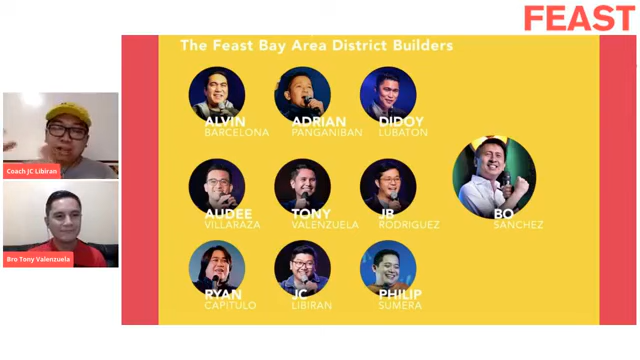 FEAST
The Feast Bay Area District Builders
ALVIN
BARCELONA
ADRIAN
PANGANIBAN
DIDOY
LUBATON
AUDEE
VILLARAZA
TONY
VALENZUELA
JB
RODRIGUEZ
BO
SANCHEZ
RYAN
CAPITULO
JC
LIBIRAN
PHILIP
SUMERA
Coach JC Libiran
Bro Tony Valenzuela